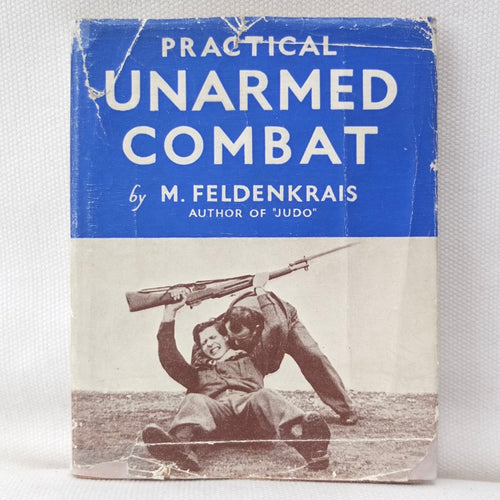 PRACTICAL
UNARMED
COMBAT
by M. FELDENKRAIS
AUTHOR OF "JUDO"